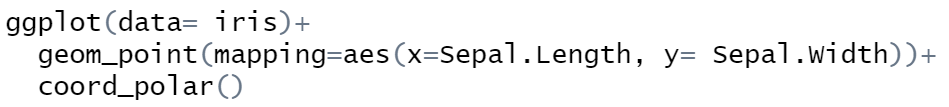 ggplot(data= iris)+
  geom_point(mapping=aes(x=Sepal.Length, y= Sepal.Width))+
  coord_polar()